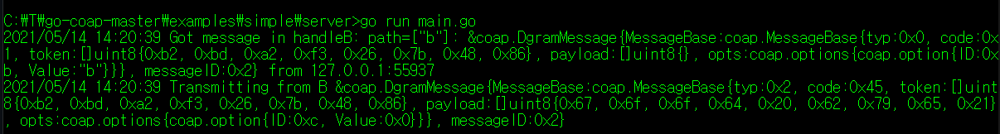 C:₩T₩go-coap-master₩examples₩simple₩server>go run main.go
2021/05/14 14:20:39 Got message in handleB: path=["b"]: &coap.DgramMessage{MessageBase:coap.MessageBase{typ:0x0, code:0x
1, token:[]uint8{0xb2, 0xbd, 0xa2, 0xf3, 0x26, 0x7b, 0x48, 0x86}, payload:[]uint8{}, opts:coap.options{coap.option{ID:0x
b, Value:"b"}}}, messageID:0x2} from 127.0.0.1:55937
2021/05/14 14:20:39 Transmitting from B &coap.DgramMessage{MessageBase:coap.MessageBase{typ:0x2, code:0x45, token:[]uint
8{0xb2, 0xbd, 0xa2, 0xf3, 0x26, 0x7b, 0x48, 0x86}, payload:[]uint8{0x67, 0x6f, 0x6f, 0x64, 0x20, 0x62, 0x79, 0x65, 0x21}
, opts:coap.options{coap.option{ID:0xc, Value:0x0}}}, messageID:0x2}